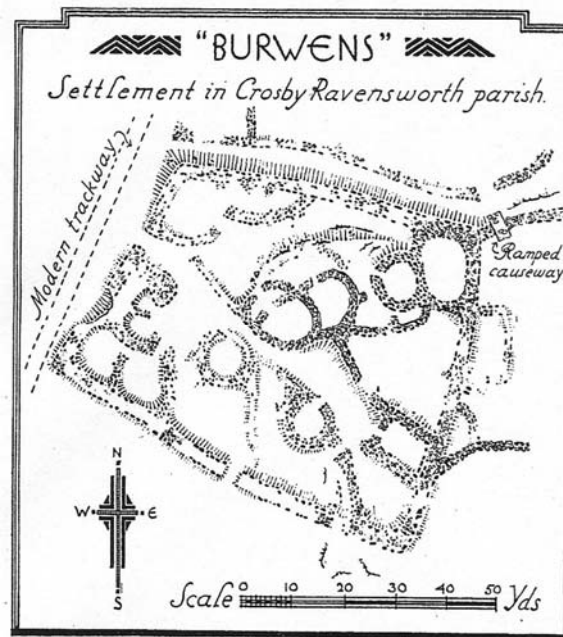 "BURWENS"
Settlement in Crosby Ravensworth parish.
Modern trackway
Ramped
causeway
N
W E
S
Scale 0 10 20 30 40 50 Yds